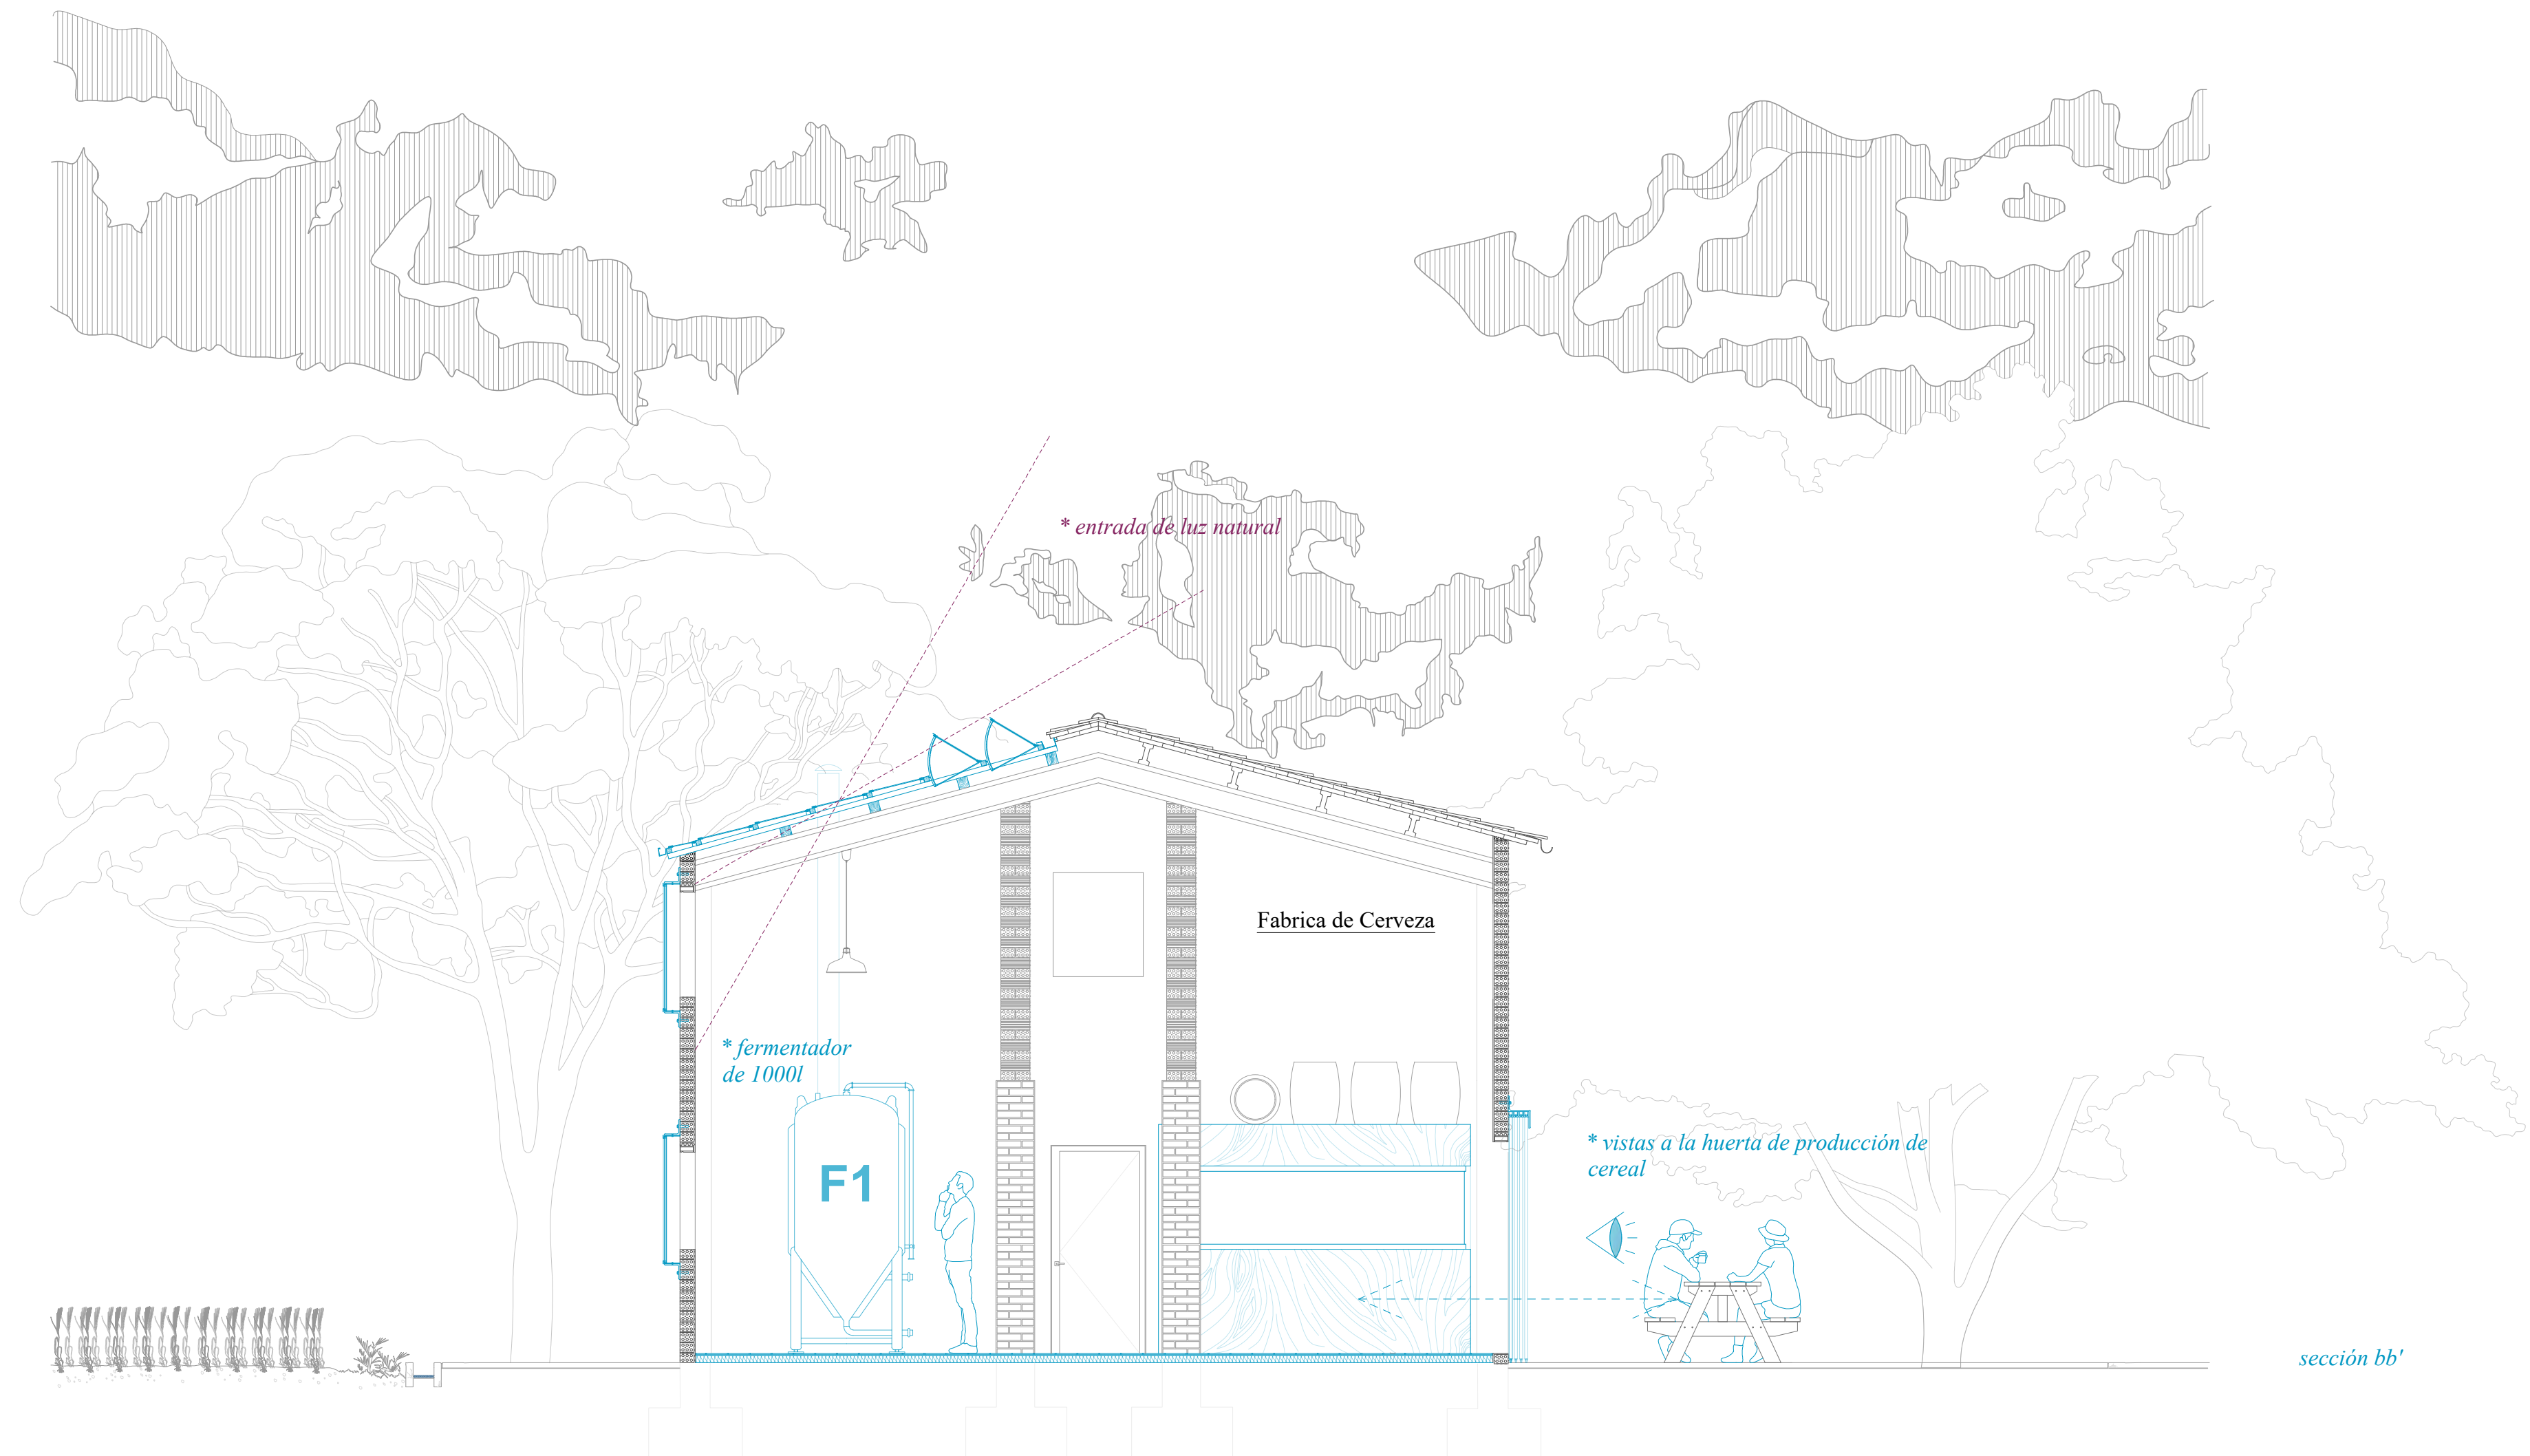 * entrada de luz natural
Fabrica de Cerveza
* fermentador
de 1000l
F1
* vistas a la huerta de producción de
cereal
sección bb'